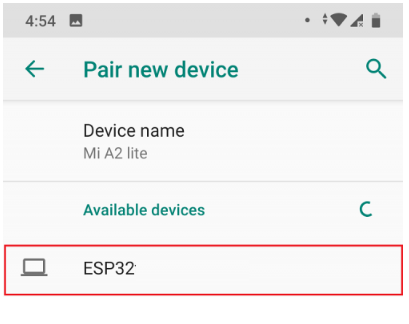 4:54
Pair new device
Device name
Mi A2 lite
Available devices
ESP32